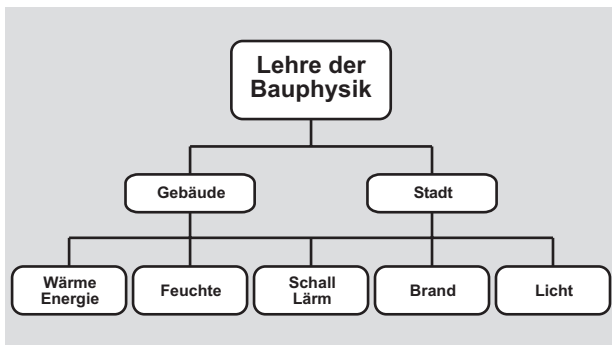 Lehre der
Bauphysik
Gebäude
Stadt
Wärme
Energie
Feuchte
Schall
Lärm
Brand
Licht